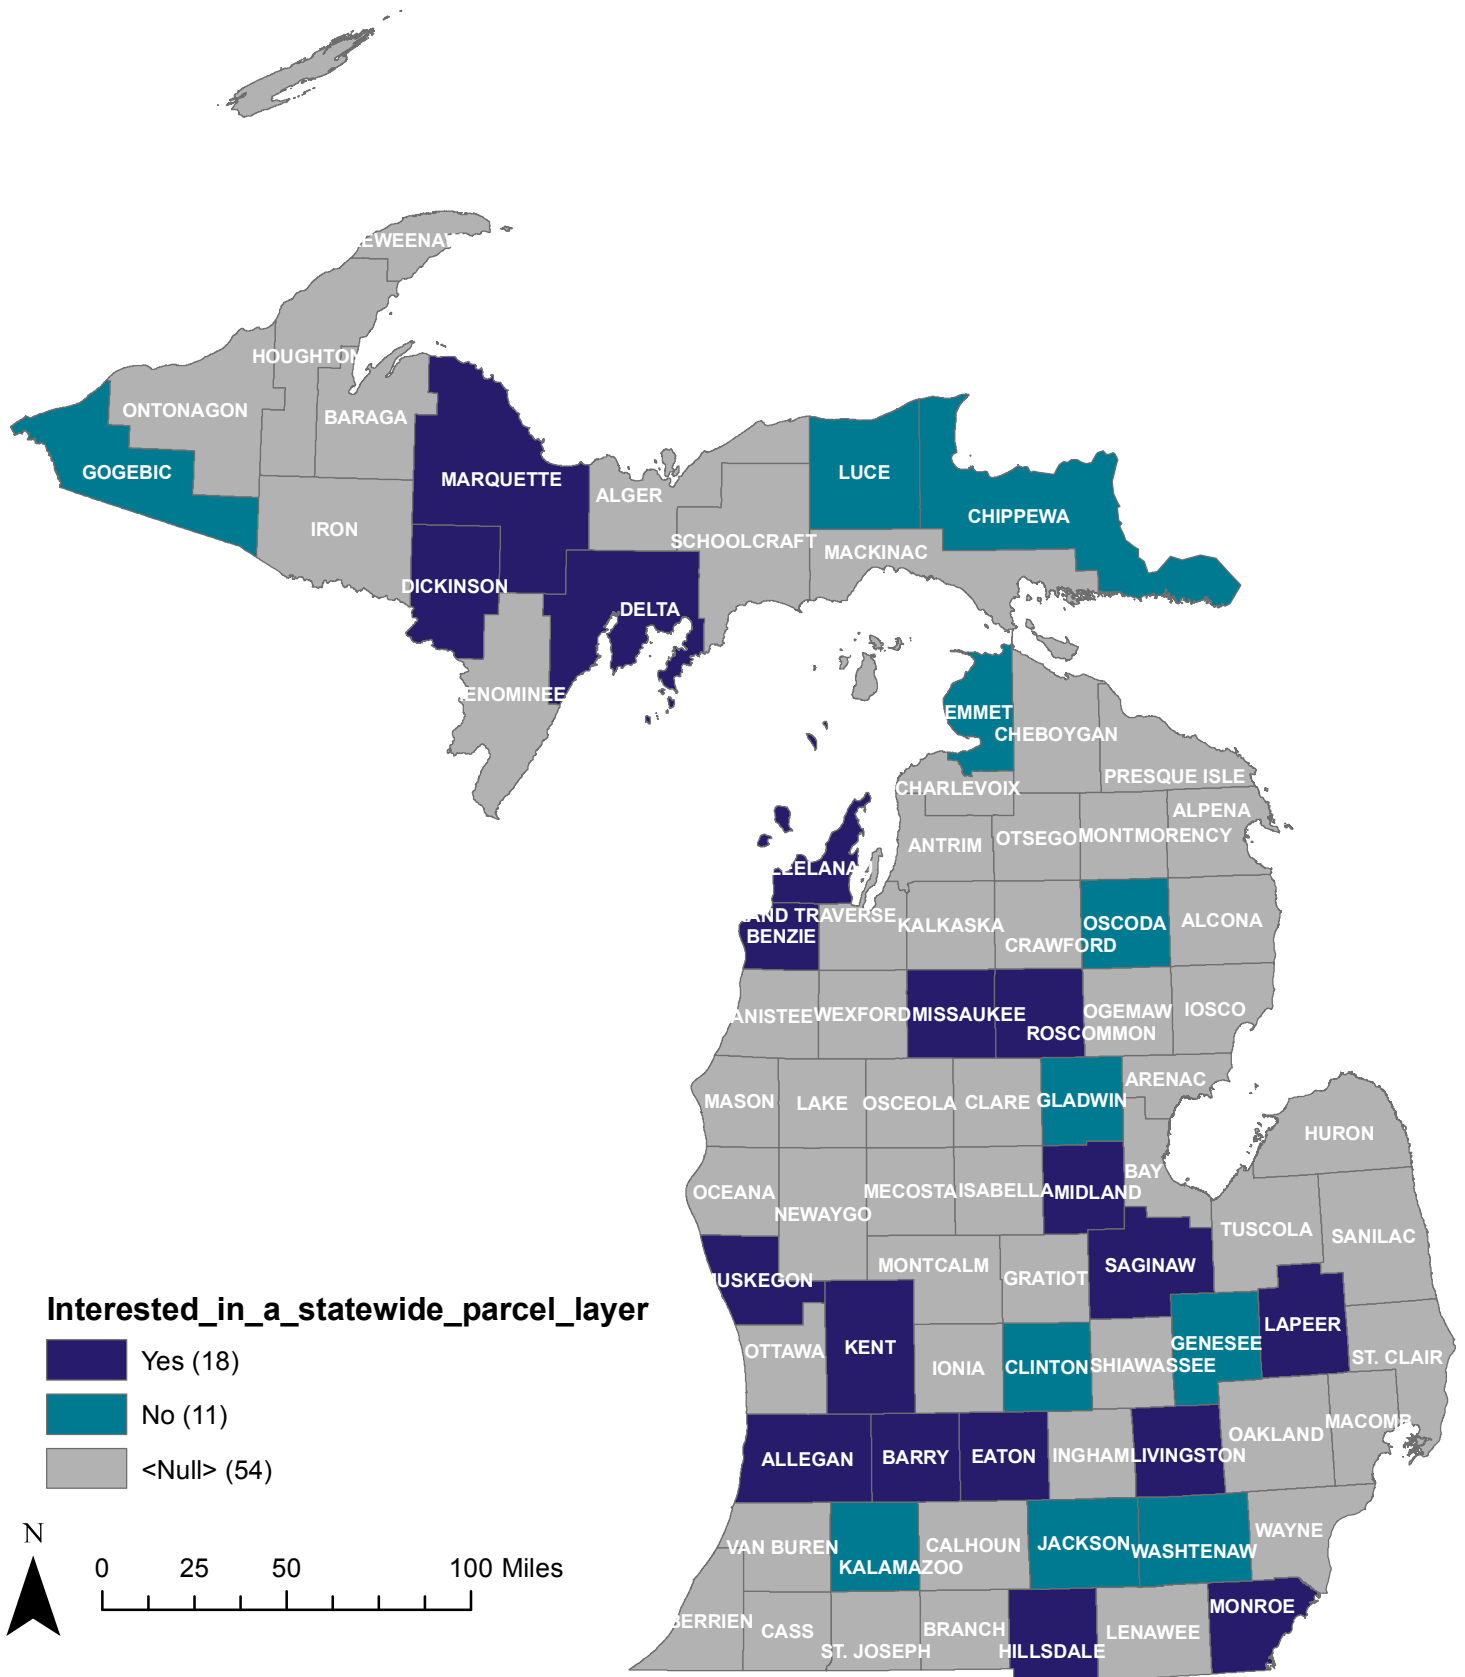 EWEENAW
HOUGHTON
ONTONAGON
BARAGA
GOGEBIC
MARQUETTE
LUCE
ALGER
CHIPPEWA
IRON
SCHOOLCRAFT
MACKINAC
DICKINSON
DELTA
ENOMINEE
EMMET
CHEBOYGAN
PRESQUE ISLE
CHARLEVOIX
ALPENA
ANTRIM
OTSEGO
MONTMORENCY
LEELANAU
AND TRAVERSE
BENZIE
KALKASKA
CRAWFORD
OSCODA
ALCONA
ANISTEE
WEXFORD
MISSAUKEE
ROSCOMMON
OGEMAW
IOSCO
ARENAC
MASON
LAKE
OSCEOLA
CLARE
GLADWIN
HURON
OCEANA
NEWAYGO
MECOSTA
ISABELLA
MIDLAND
BAY
TUSCOLA
SANILAC
MUSKEGON
MONTCALM
GRATIOT
SAGINAW
Interested_in_a_statewide_parcel_layer
Yes (18)
No (11)
<Null> (54)
OTTAWA
KENT
IONIA
CLINTON
SHIAWASSEE
GENESEE
LAPEER
ST. CLAIR
ALLEGAN
BARRY
EATON
INGHAM
LIVINGSTON
OAKLAND
MACOMB
VAN BUREN
KALAMAZOO
CALHOUN
JACKSON
WASHTENAW
WAYNE
BERRIEN
CASS
ST. JOSEPH
BRANCH
HILLSDALE
LENAWEE
MONROE
N
0 25 50 100 Miles